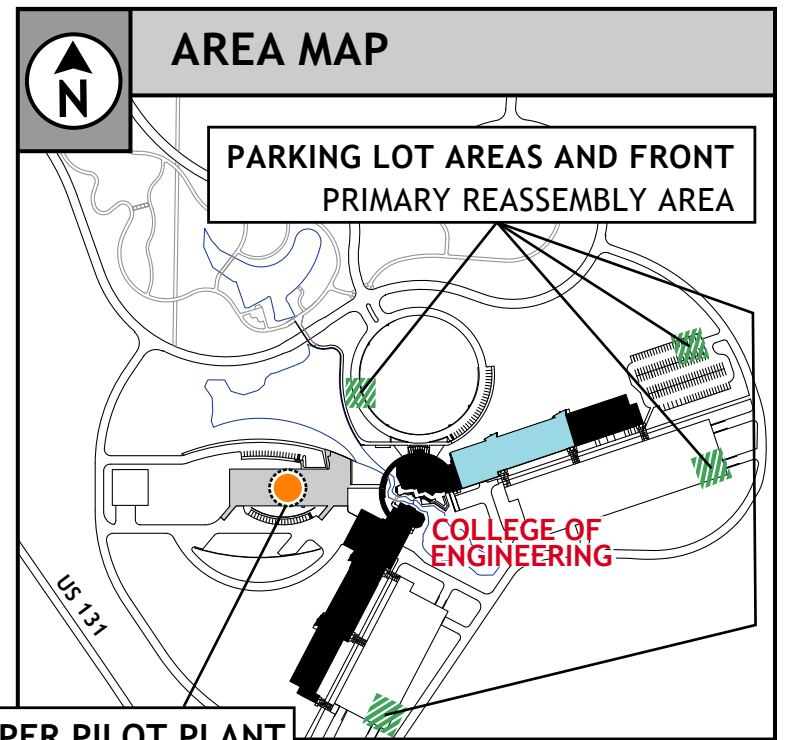 AREA MAP
N
PARKING LOT AREAS AND FRONT
PRIMARY REASSEMBLY AREA
COLLEGE OF
ENGINEERING
US 131
PILOT PLANT